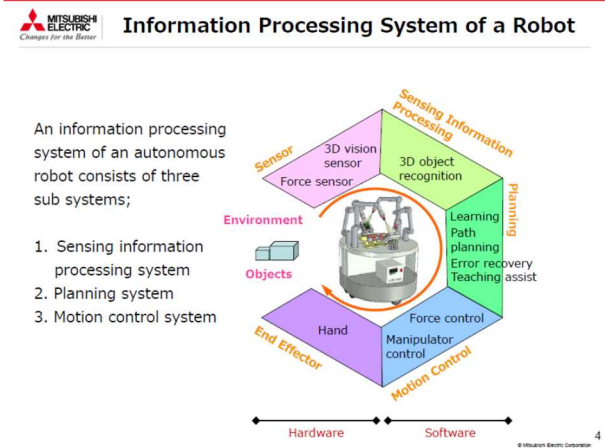 MITSUBISHI
ELECTRIC
Changes for the Better
Information Processing System of a Robot
An information processing
system of an autonomous
robot consists of three
sub systems;
1. Sensing information
processing system
2. Planning system
3. Motion control system
Sensor
3D vision
sensor
Force sensor
Sensing Information
Processing
3D object
recognition
Planning
Learning
Path
planning
Error recovery
Teaching assist
Environment
Objects
Force control
Manipulator
control
Motion Control
Hand
End Effector
Hardware
Software
4
© Mitsubishi Electric Corporation